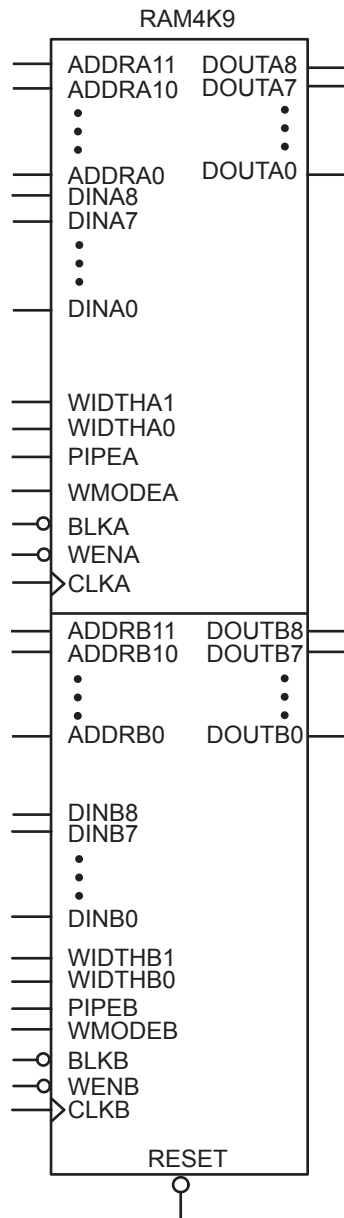 RAM4K9
ADDRA11 DOUTA8
ADDRA10 DOUTA7
ADDRA0 DOUTA0
DINA8
DINA7
DINA0
WIDTHA1
WIDTHA0
PIPEA
WMODEA
BLKA
WENA
CLKA
ADDRB11 DOUTB8
ADDRB10 DOUTB7
ADDRB0 DOUTB0
DINB8
DINB7
DINB0
WIDTHB1
WIDTHB0
PIPEB
WMODEB
BLKB
WENB
CLKB
RESET